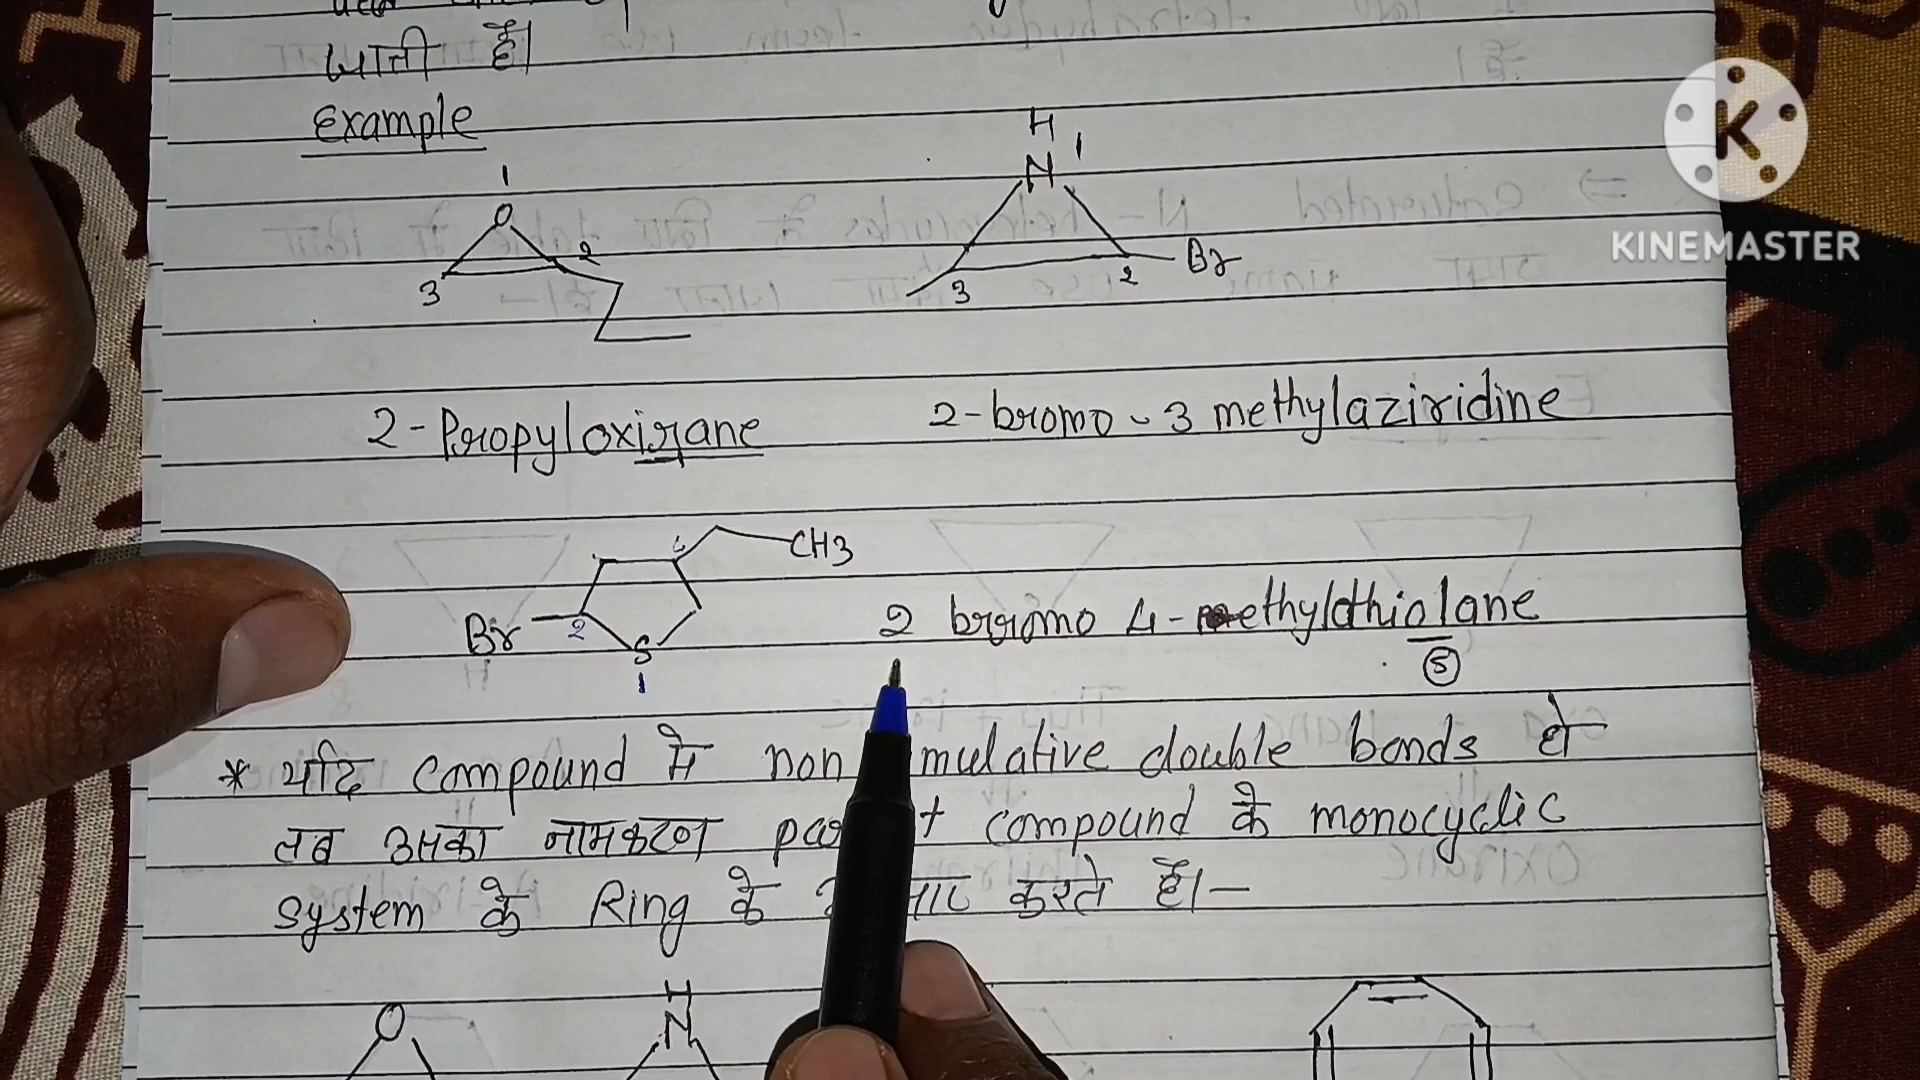 जाती है।
Example
H
1
N 1
O
2
3
Br
3
2
2-Propyloxirane
2-bromo-3 methylaziridine
CH3
4
Br
2
S
1
2 bromo 4-ethylthiolane
5
* यदि compound में non mulative double bonds हो
तब उसका नामकरण compound के monocyclic
system के Ring के करते है।-
O
H
N
K
KINEMASTER